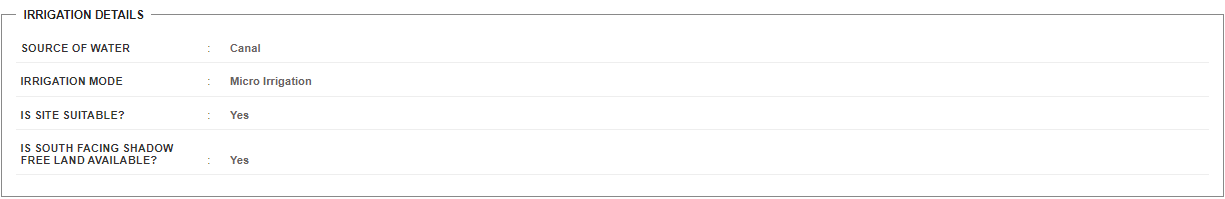 IRRIGATION DETAILS
SOURCE OF WATER : Canal
IRRIGATION MODE : Micro Irrigation
IS SITE SUITABLE? : Yes
IS SOUTH FACING SHADOW
FREE LAND AVAILABLE? : Yes